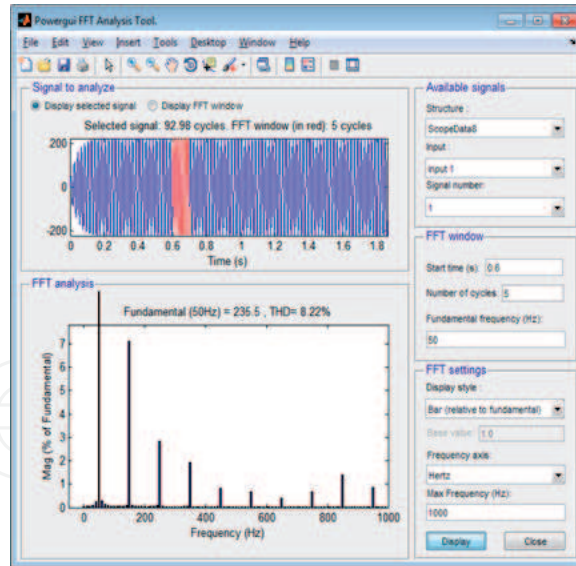 Powergui FFT Analysis Tool.
File Edit View Insert Tools Desktop Window Help
Signal to analyze
Display selected signal Display FFT window
Selected signal: 92.98 cycles. FFT window (in red): 5 cycles
200
0
-200
0 0.2 0.4 0.6 0.8 1 1.2 1.4 1.6 1.8
Time (s)
FFT analysis
Fundamental (50Hz) = 235.5 , THD= 8.22%
Mag (% of Fundamental)
7
6
5
4
3
2
1
0
0 200 400 600 800 1000
Frequency (Hz)
Available signals
Structure :
ScopeData8
Input :
input 1
Signal number:
1
FFT window
Start time (s): 0.6
Number of cycles: 5
Fundamental frequency (Hz):
50
FFT settings
Display style :
Bar (relative to fundamental)
Base value: 1.0
Frequency axis:
Hertz
Max Frequency (Hz):
1000
Display Close